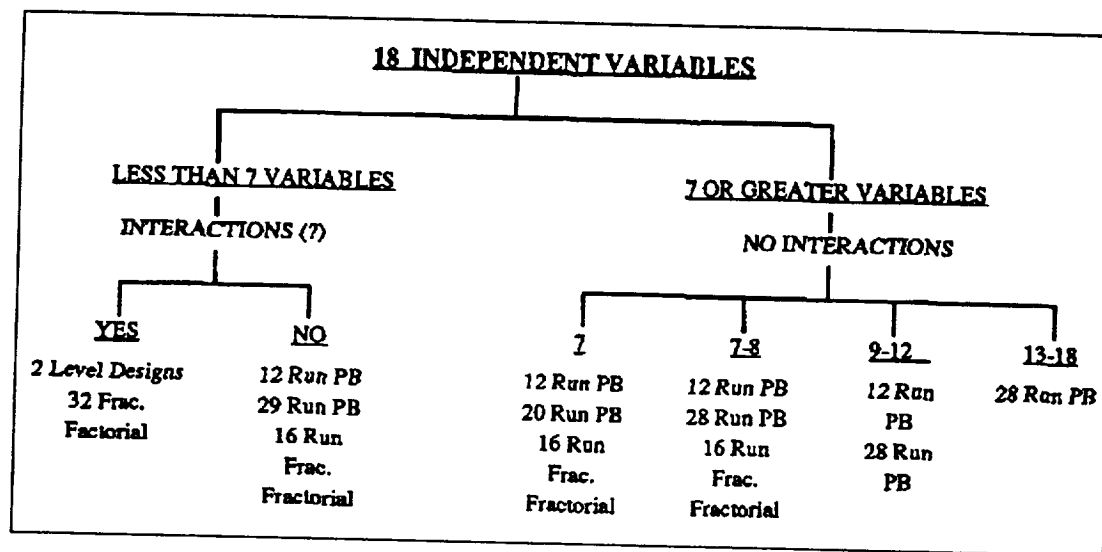 18 INDEPENDENT VARIABLES
LESS THAN 7 VARIABLES
7 OR GREATER VARIABLES
INTERACTIONS (?)
NO INTERACTIONS
YES
2 Level Designs
32 Frac.
Factorial
NO
12 Run PB
29 Run PB
16 Run
Frac.
Fractorial
7
12 Run PB
20 Run PB
16 Run
Frac.
Fractorial
7-8
12 Run PB
28 Run PB
16 Run
Frac.
Fractorial
9-12
12 Run
PB
28 Run
PB
13-18
28 Run PB